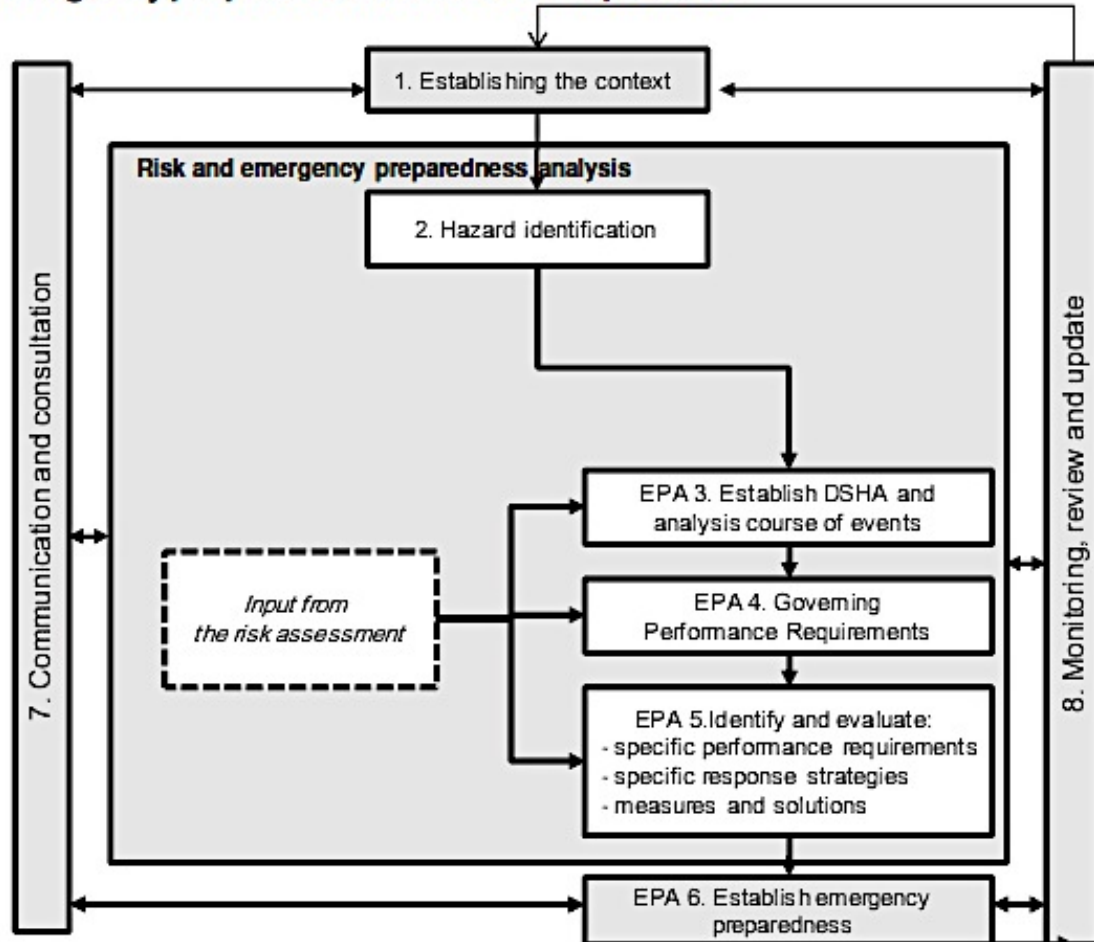 1. Establishing the context
Risk and emergency preparedness analysis
2. Hazard identification
7. Communication and consultation
8. Monitoring, review and update
EPA 3. Establish DSHA and
analysis course of events
Input from
the risk assessment
EPA 4. Governing
Performance Requirements
EPA 5.Identify and evaluate:
- specific performance requirements
- specific response strategies
- measures and solutions
EPA 6. Establish emergency
preparedness